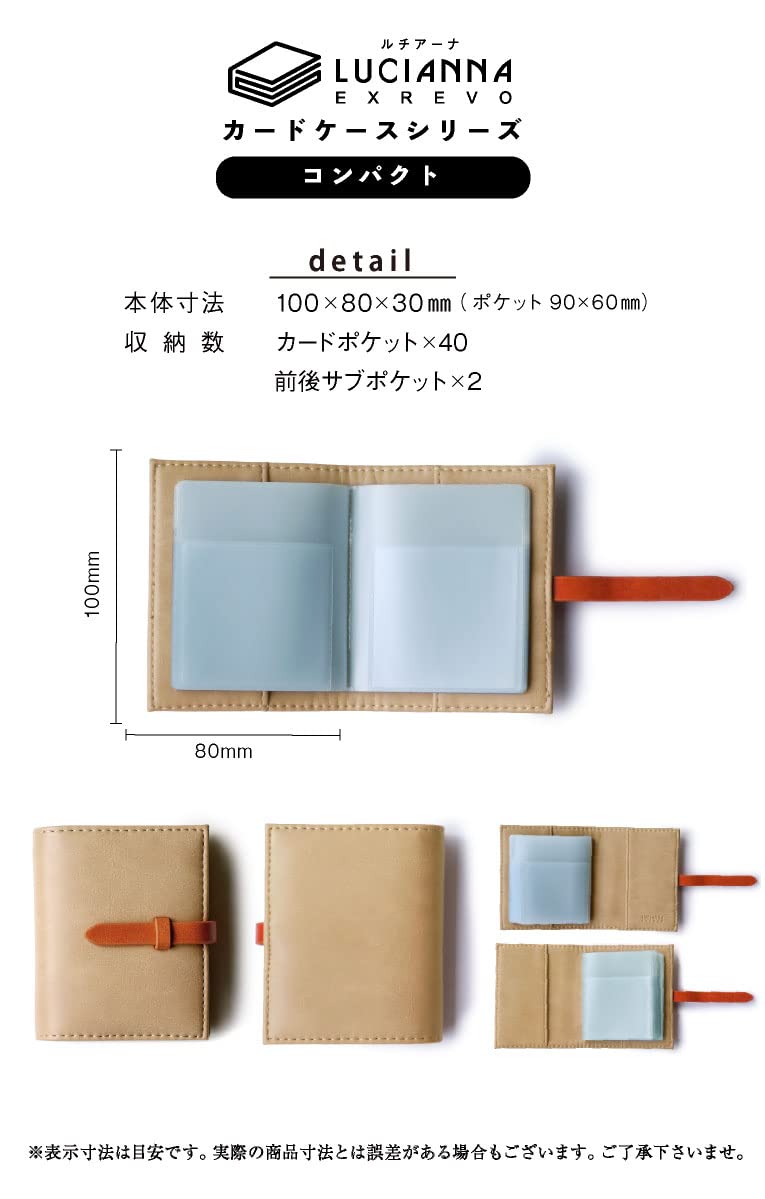 ルチアーナ
LUCIANNA
EXREVO
カードケースシリーズ
コンパクト
detail
本体寸法 100×80×30㎜（ポケット 90×60㎜）
収納数 カードポケット×40
前後サブポケット×2
100mm
80mm
※表示寸法は目安です。実際の商品寸法とは誤差がある場合もございます。ご了承下さいませ。